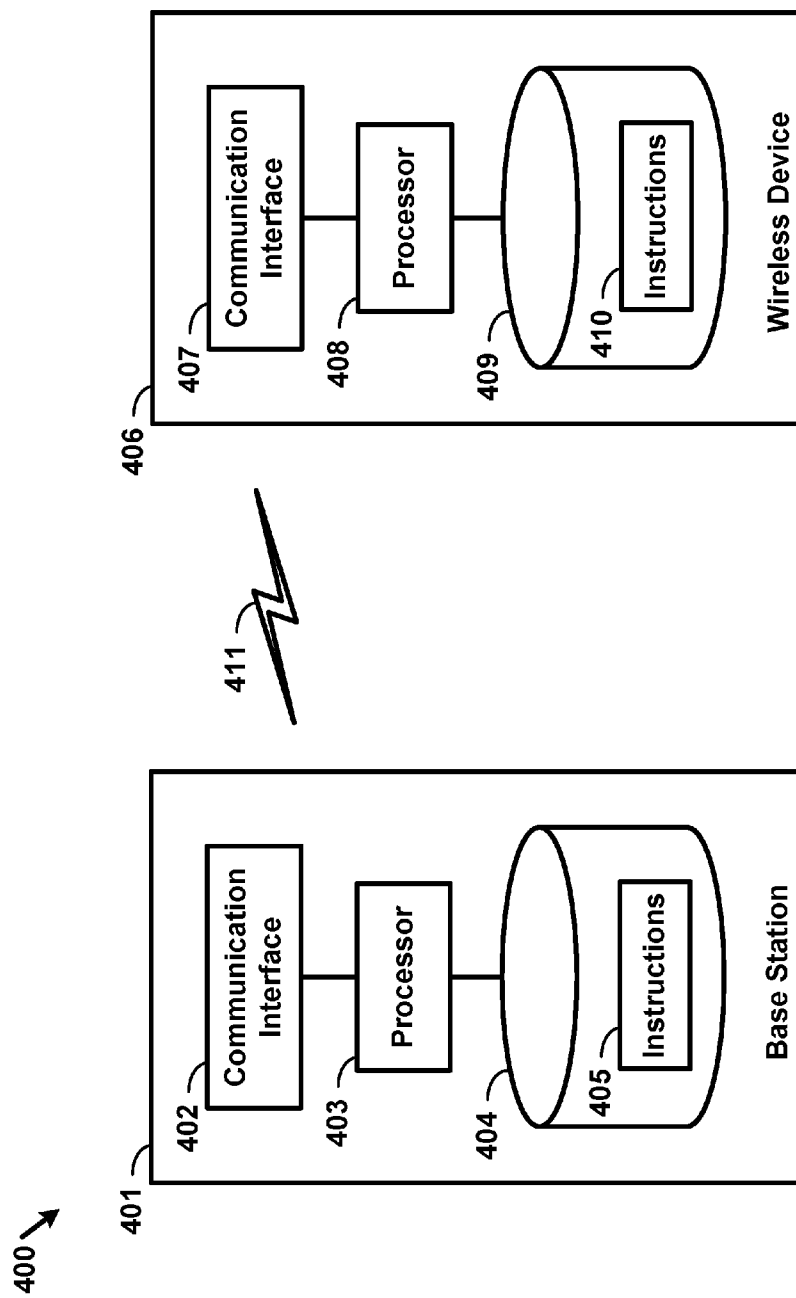 400
401
402
Communication
Interface
403
Processor
404
405
Instructions
Base Station
411
406
407
Communication
Interface
408
Processor
409
410
Instructions
Wireless Device